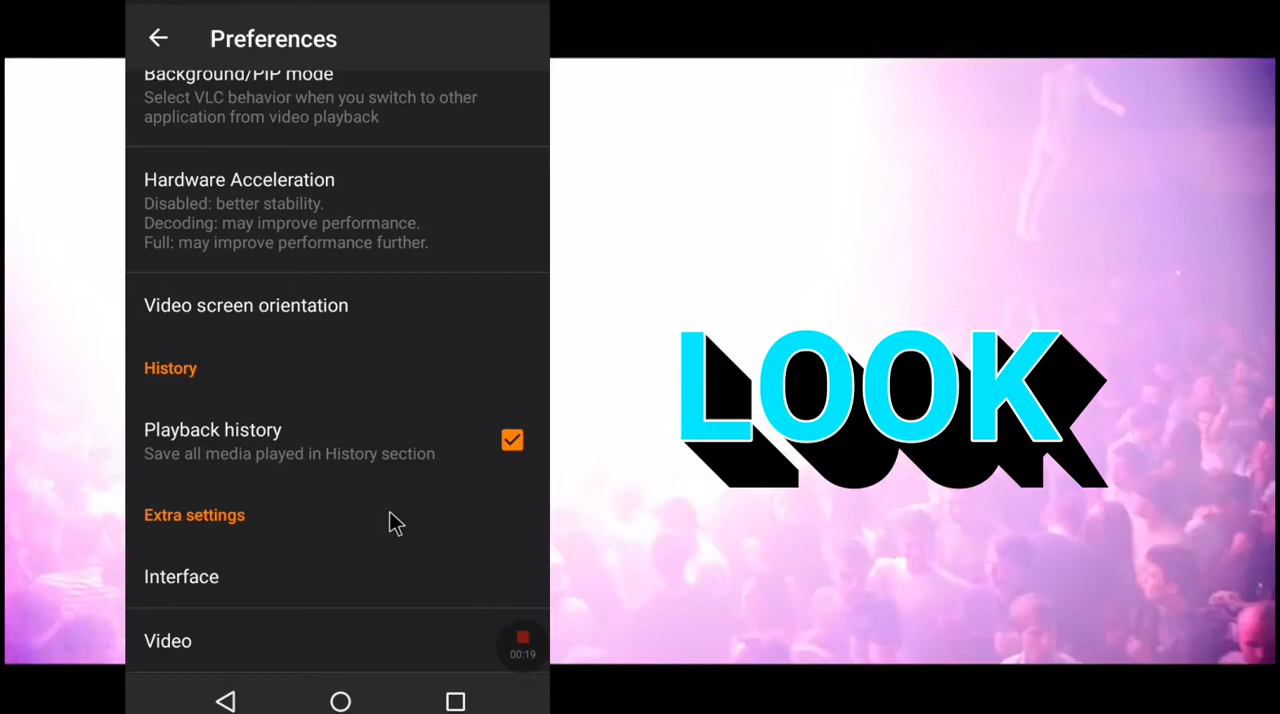 Preferences
Background/PiP mode
Select VLC behavior when you switch to other
application from video playback
Hardware Acceleration
Disabled: better stability.
Decoding: may improve performance.
Full: may improve performance further.
Video screen orientation
History
Playback history
Save all media played in History section
Extra settings
Interface
Video
00:19
LOOK